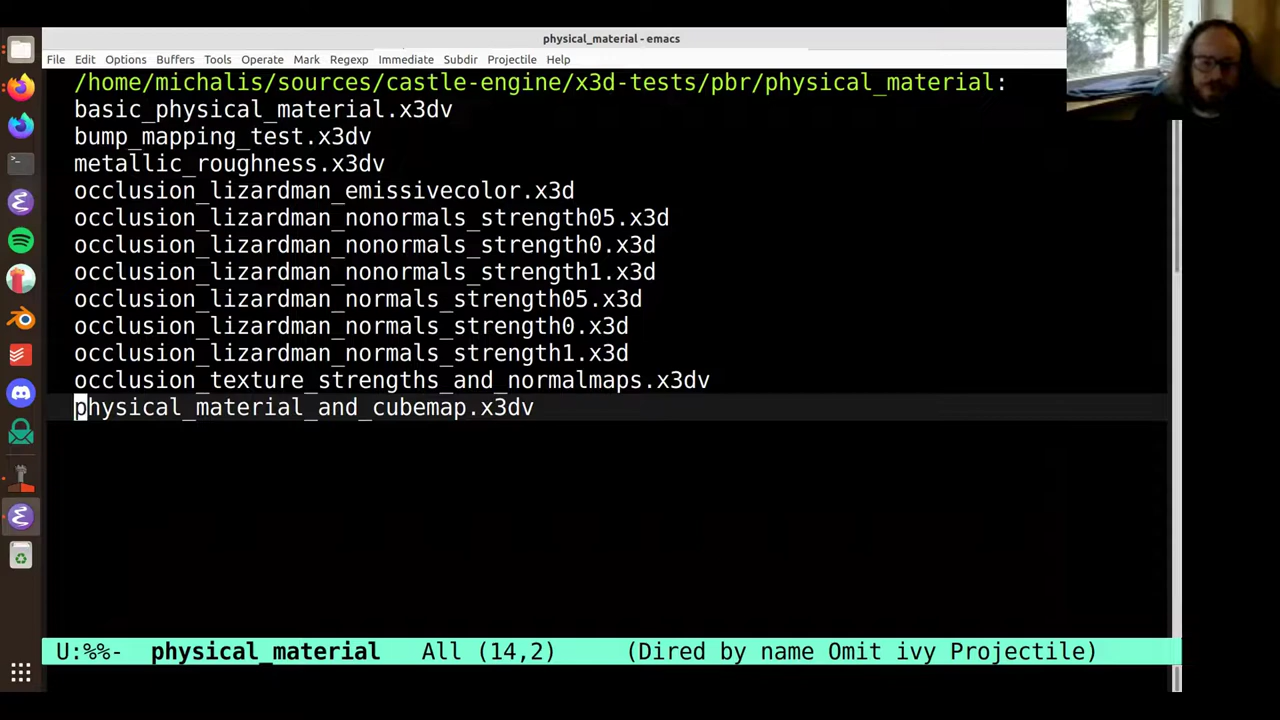 physical_material - emacs
File Edit Options Buffers Tools Operate Mark Regexp Immediate Subdir Projectile Help
/home/michalis/sources/castle-engine/x3d-tests/pbr/physical_material:
basic_physical_material.x3dv
bump_mapping_test.x3dv
metallic_roughness.x3dv
occlusion_lizardman_emissivecolor.x3d
occlusion_lizardman_nonormals_strength05.x3d
occlusion_lizardman_nonormals_strength0.x3d
occlusion_lizardman_nonormals_strength1.x3d
occlusion_lizardman_normals_strength05.x3d
occlusion_lizardman_normals_strength0.x3d
occlusion_lizardman_normals_strength1.x3d
occlusion_texture_strengths_and_normalmaps.x3dv
physical_material_and_cubemap.x3dv
U:%%- physical_material All (14,2) (Dired by name Omit ivy Projectile)